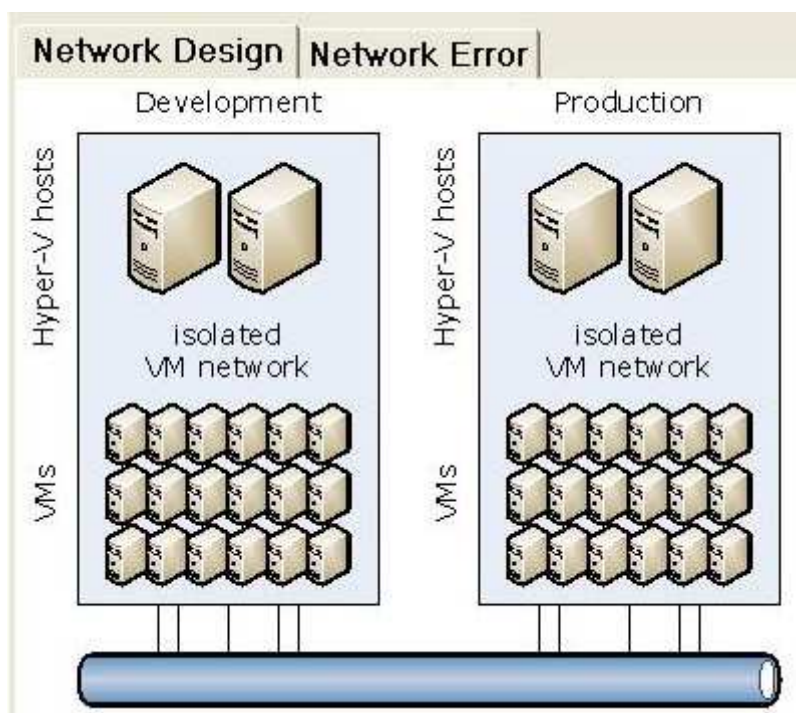 Network Design
Network Error
Development
Production
Hyper-V hosts
Hyper-V hosts
isolated
VM network
isolated
VM network
VMs
VMs